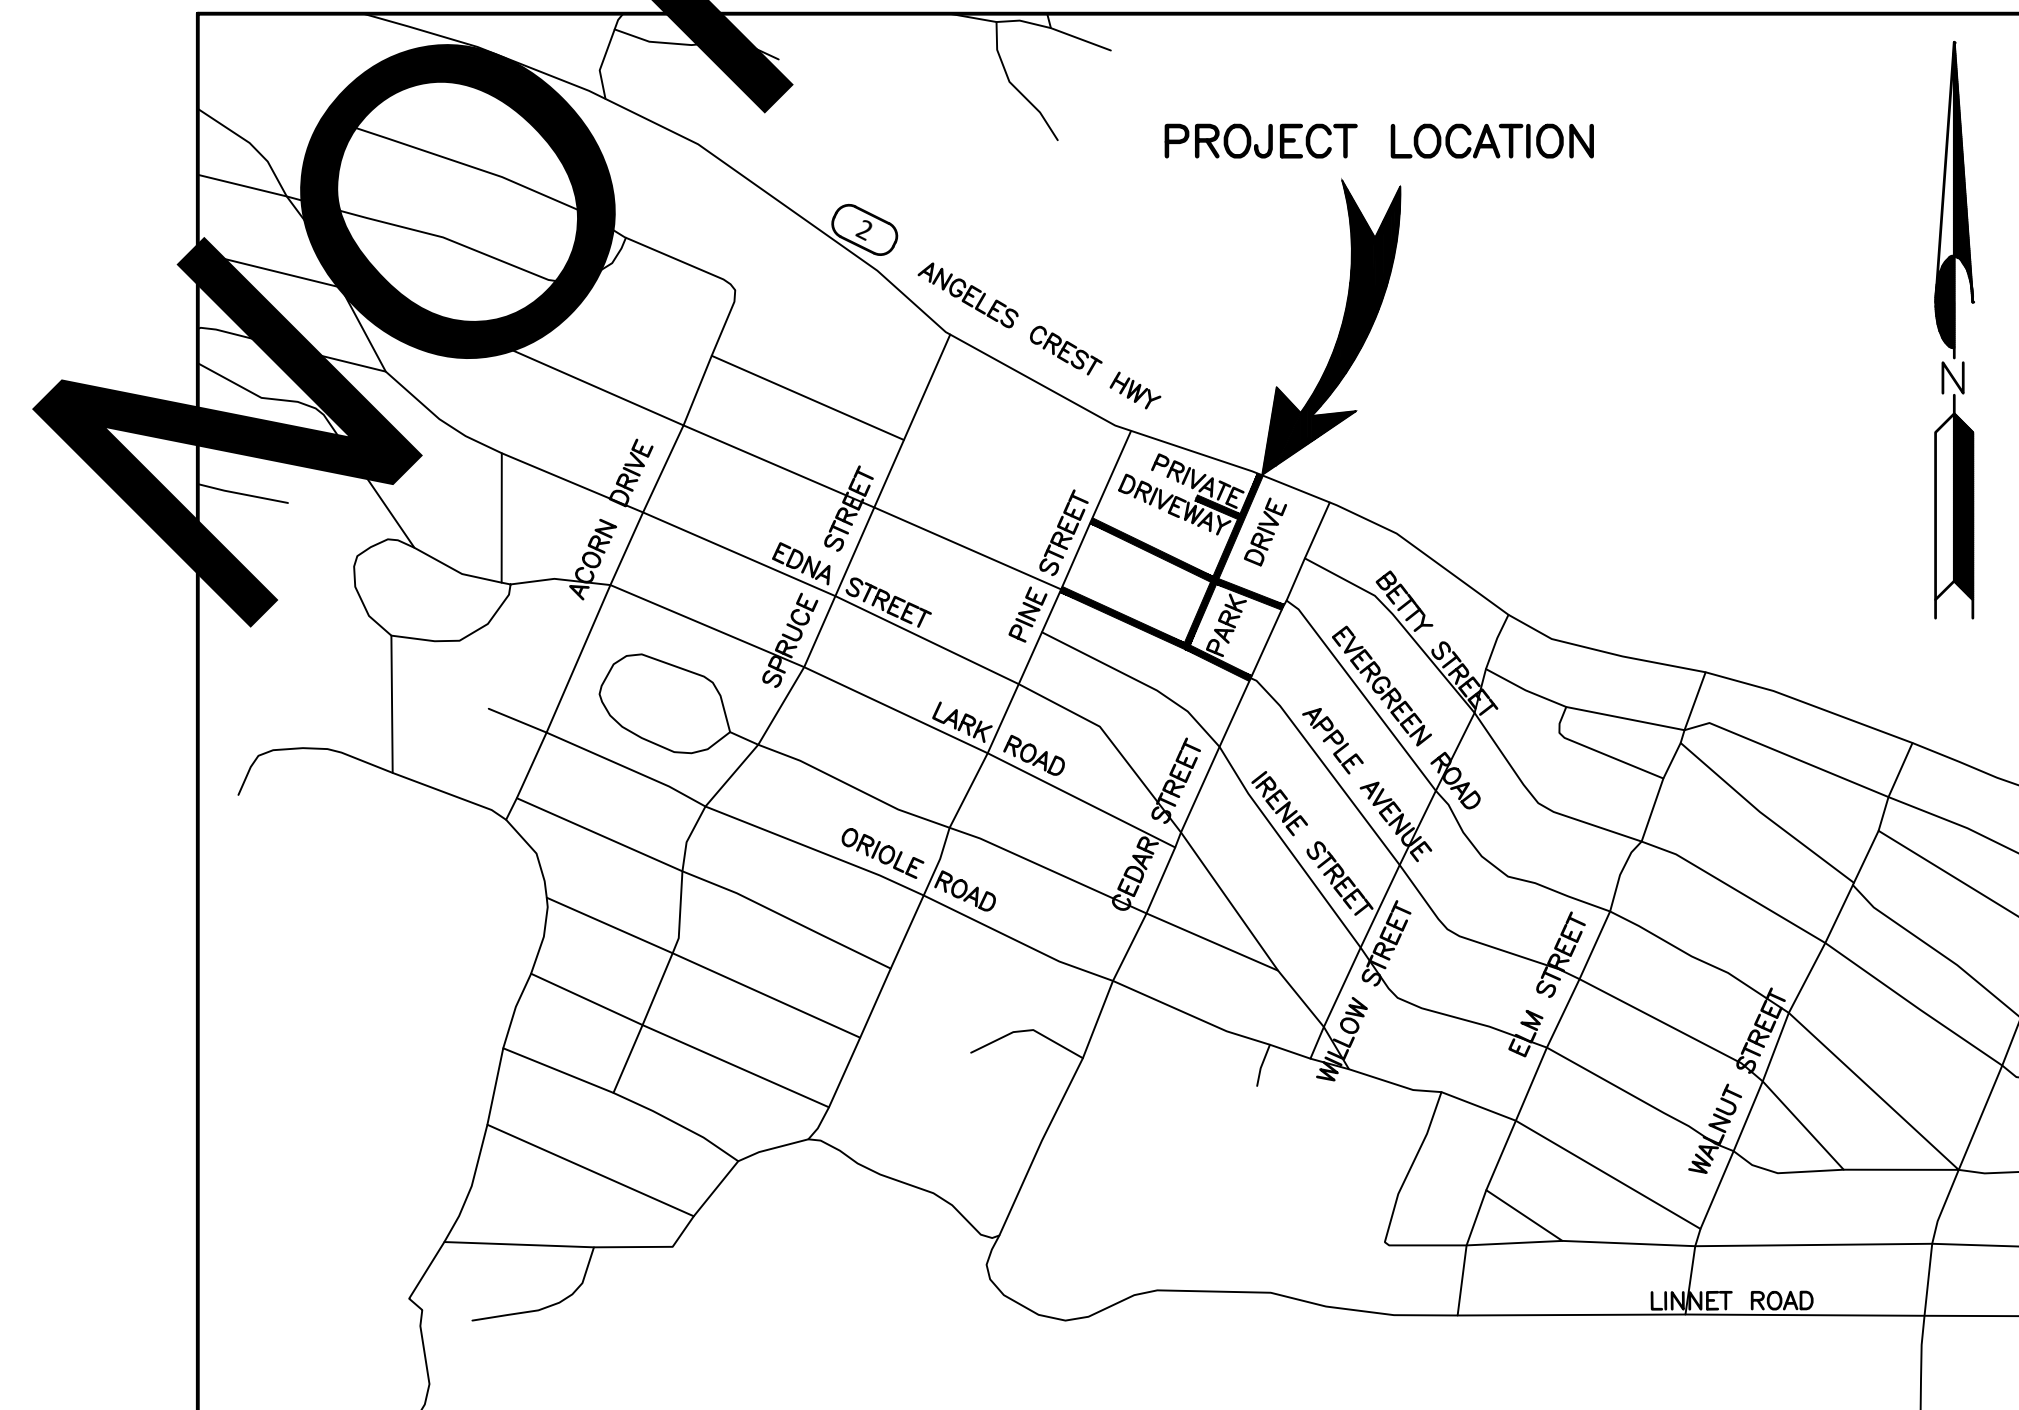 PROJECT LOCATION
2
ANGELES CREST HWY
N
PRIVATE
DRIVEWAY
PARK DRIVE
ACORN DRIVE
SPRUCE STREET
PINE STREET
EDNA STREET
BETTY STREET
EVERGREEN ROAD
APPLE AVENUE
IRENE STREET
LARK ROAD
CEDAR STREET
ORIOLE ROAD
WILLOW STREET
ELM STREET
WALNUT STREET
LINNET ROAD